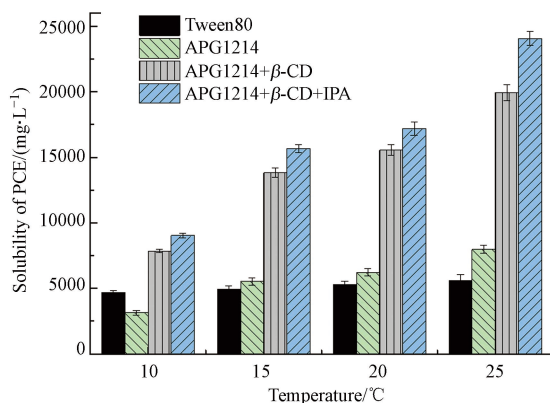 Tween80
APG1214
APG1214+β-CD
APG1214+β-CD+IPA
25000
20000
15000
10000
5000
0
Solubility of PCE/(mg·L⁻¹)
10 15 20 25
Temperature/℃